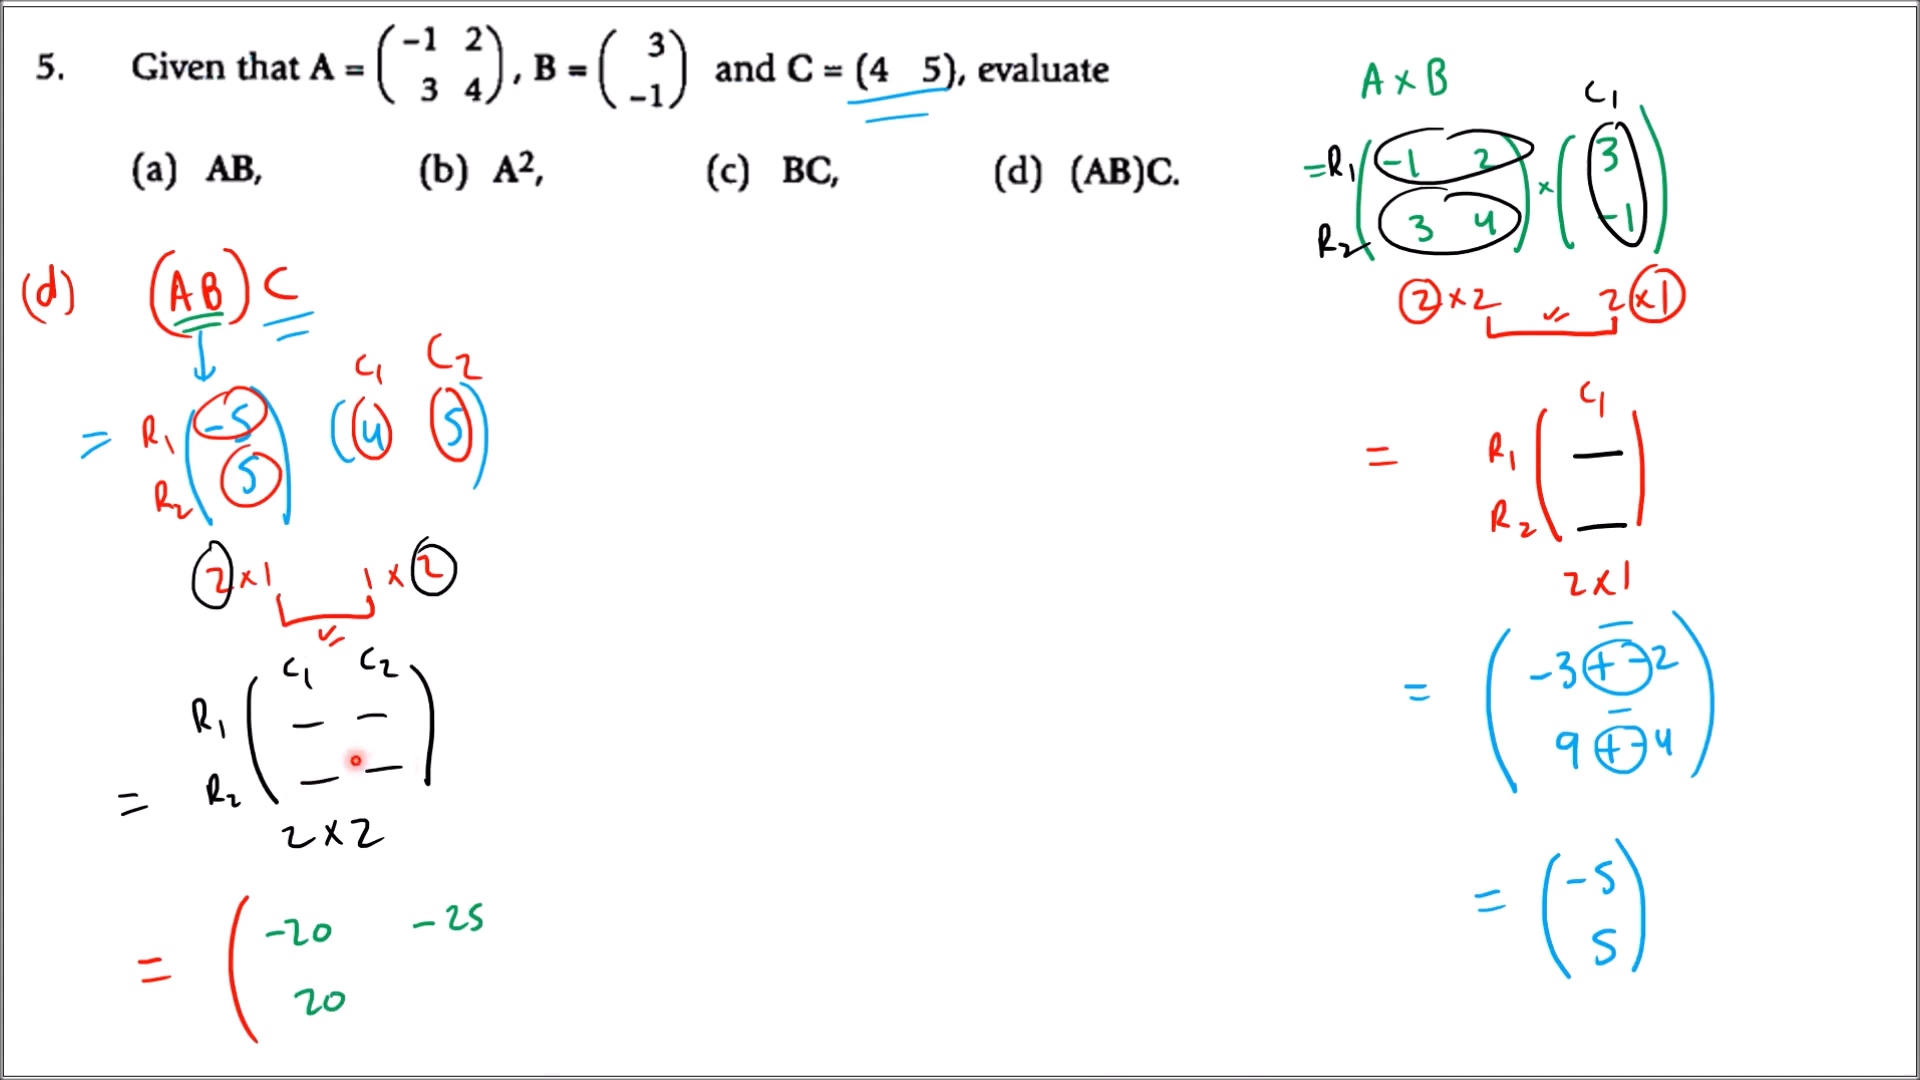 5. Given that A = ( -1 2 3 4 ), B = ( 3 -1 ) and C = (4 5), evaluate
(a) AB, (b) A², (c) BC, (d) (AB)C.
(d) (AB)C
C₁ C₂
= R₁ ( -5 ( 4 5 )
R₂ 5 )
2 × 1 1 × 2
✓
C₁ C₂
R₁ ( — —
= R₂ — — )
2 × 2
= ( -20 -25
20
A × B
C₁
= R₁ ( -1 2 × ( 3
R₂ 3 4 ) -1 )
2 × 2 2 × 1
✓
C₁
= R₁ ( —
R₂ — )
2 × 1
= ( -3 + -2
9 + -4 )
= ( -5
5 )